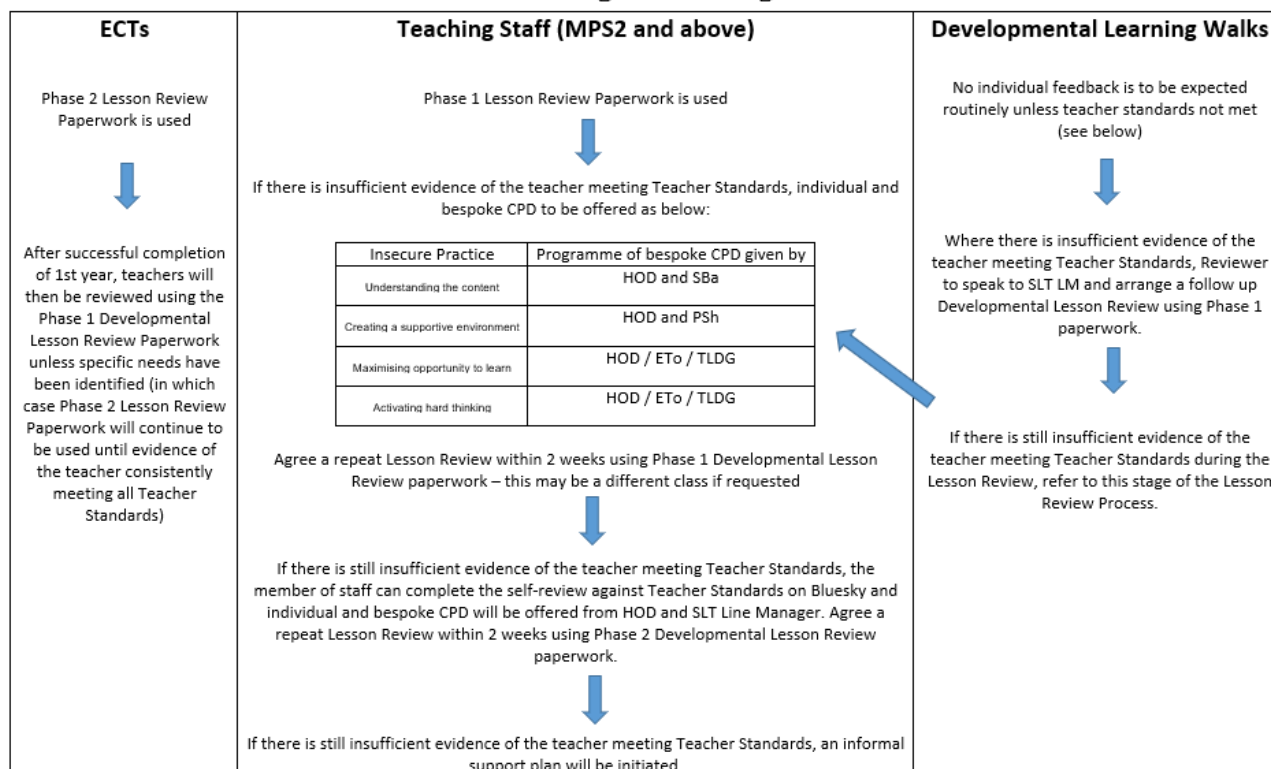 ECTs
Phase 2 Lesson Review
Paperwork is used
After successful completion
of 1st year, teachers will
then be reviewed using the
Phase 1 Developmental
Lesson Review Paperwork
unless specific needs have
been identified (in which
case Phase 2 Lesson Review
Paperwork will continue to
be used until evidence of
the teacher consistently
meeting all Teacher
Standards)
Teaching Staff (MPS2 and above)
Phase 1 Lesson Review Paperwork is used
If there is insufficient evidence of the teacher meeting Teacher Standards, individual and
bespoke CPD to be offered as below:
Insecure Practice Programme of bespoke CPD given by
Understanding the content HOD and SBa
Creating a supportive environment HOD and PSh
Maximising opportunity to learn HOD / ETo / TLDG
Activating hard thinking HOD / ETo / TLDG
Agree a repeat Lesson Review within 2 weeks using Phase 1 Developmental Lesson
Review paperwork – this may be a different class if requested
If there is still insufficient evidence of the teacher meeting Teacher Standards, the
member of staff can complete the self-review against Teacher Standards on Bluesky and
individual and bespoke CPD will be offered from HOD and SLT Line Manager. Agree a
repeat Lesson Review within 2 weeks using Phase 2 Developmental Lesson Review
paperwork.
If there is still insufficient evidence of the teacher meeting Teacher Standards, an informal
support plan will be initiated
Developmental Learning Walks
No individual feedback is to be expected
routinely unless teacher standards not met
(see below)
Where there is insufficient evidence of the
teacher meeting Teacher Standards, Reviewer
to speak to SLT LM and arrange a follow up
Developmental Lesson Review using Phase 1
paperwork.
If there is still insufficient evidence of the
teacher meeting Teacher Standards during the
Lesson Review, refer to this stage of the Lesson
Review Process.